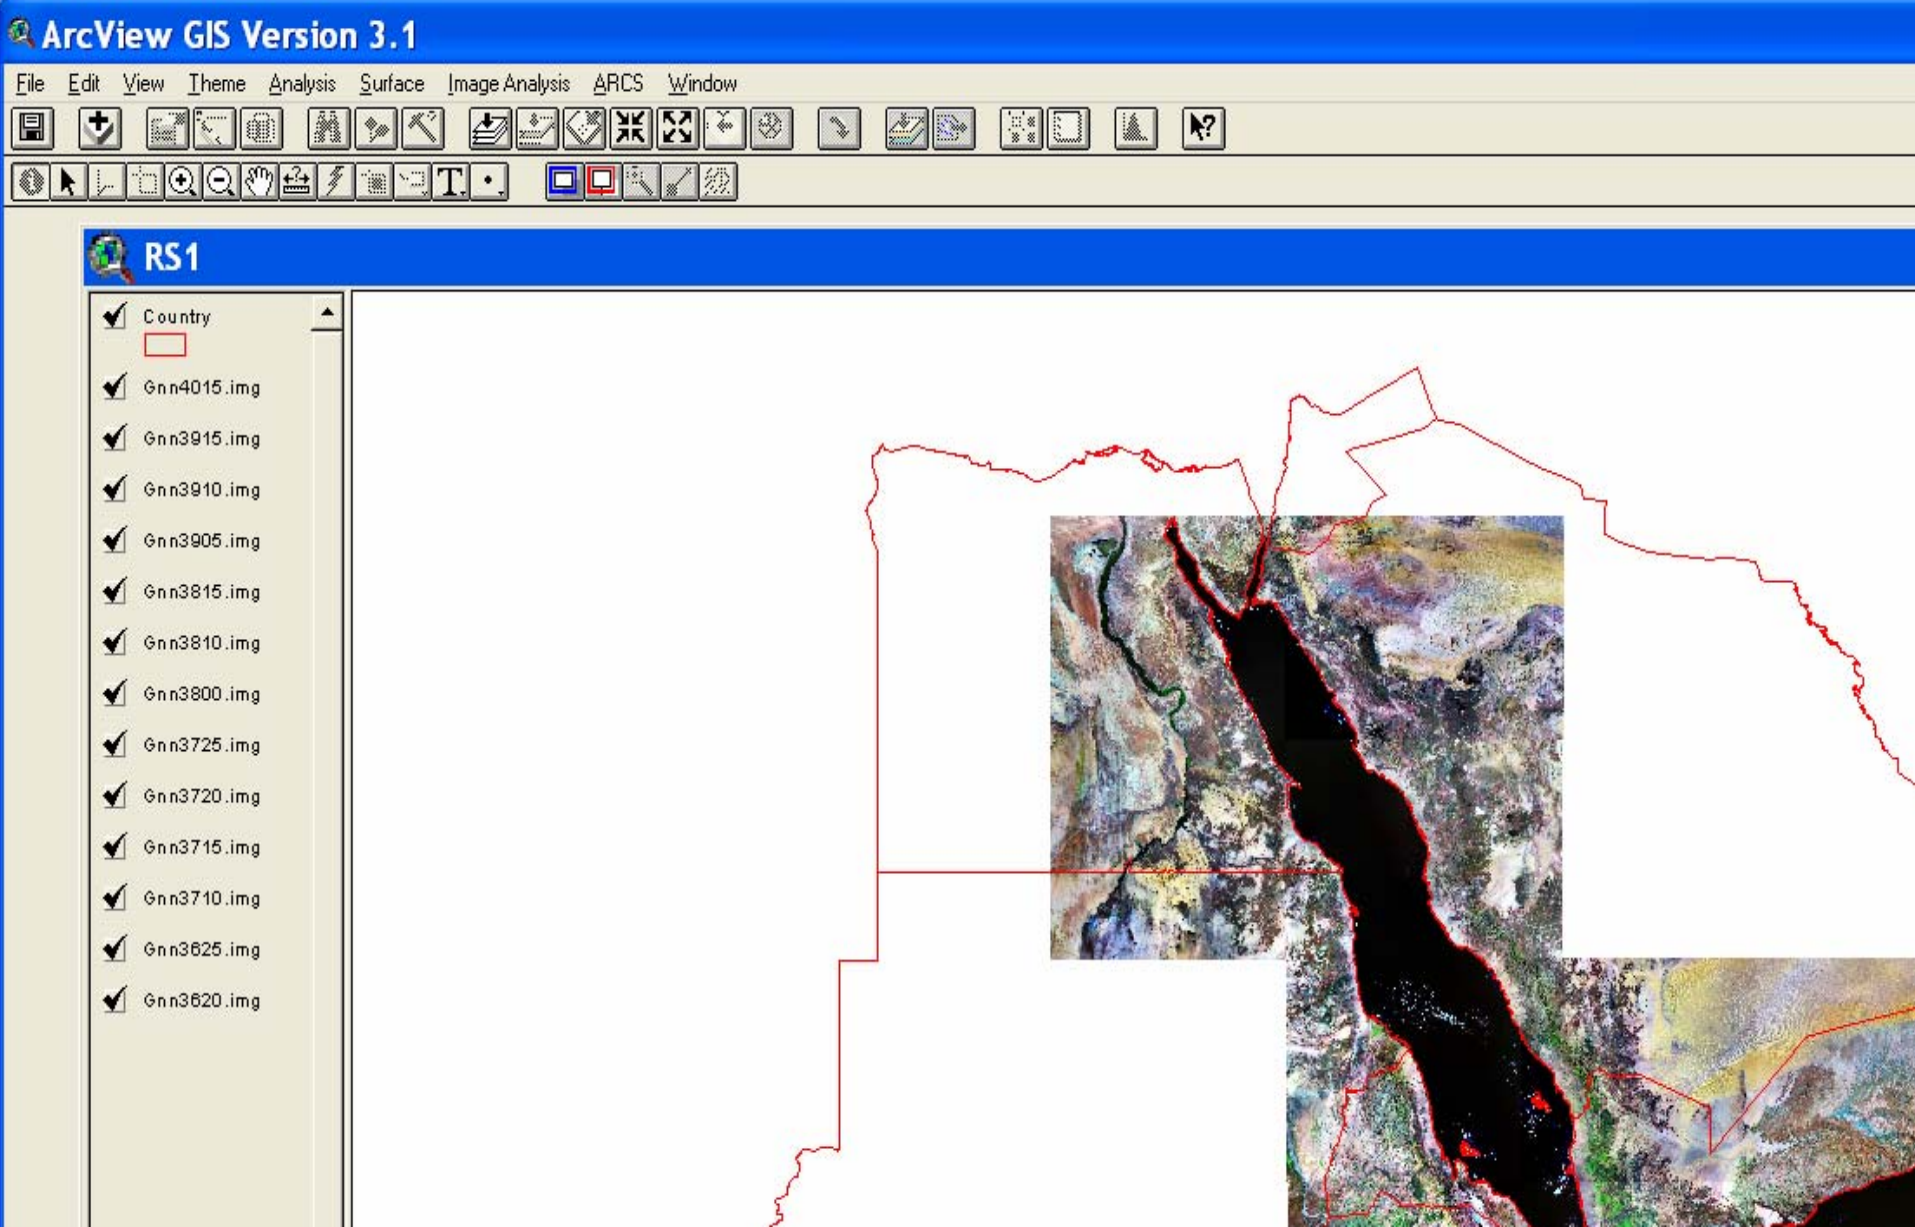 ArcView GIS Version 3.1
File Edit View Theme Analysis Surface Image Analysis ARCS Window
RS1
Country
Gnn4015.img
Gnn3915.img
Gnn3910.img
Gnn3905.img
Gnn3815.img
Gnn3810.img
Gnn3800.img
Gnn3725.img
Gnn3720.img
Gnn3715.img
Gnn3710.img
Gnn3625.img
Gnn3620.img